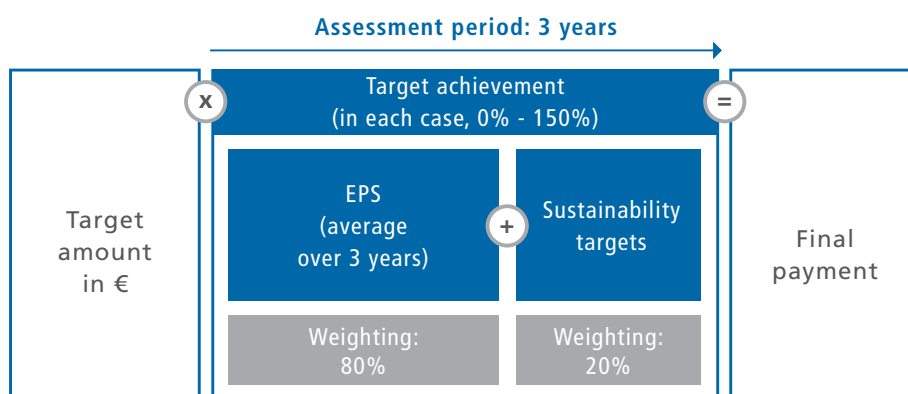 Assessment period: 3 years
Target achievement
(in each case, 0% - 150%)
x
=
Target
amount
in €
EPS
(average
over 3 years)
+
Sustainability
targets
Final
payment
Weighting:
80%
Weighting:
20%